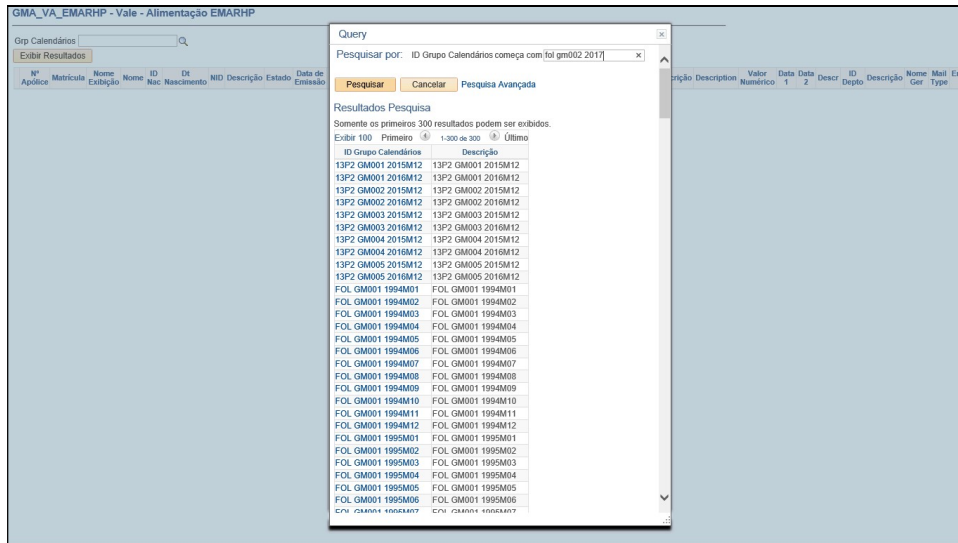 GMA_VA_EMARHP - Vale - Alimentação EMARHP
Grp Calendários
Exibir Resultados
Nº Apólice Matrícula Nome Exibição Nome ID Nac Dt Nascimento NID Descrição Estado Data de Emissão
crição Description Valor Numérico Data 1 Data 2 Descr ID Depto Descrição Nome Ger Mail Type
Query
Pesquisar por: ID Grupo Calendários começa com fol gm002 2017
Pesquisar Cancelar Pesquisa Avançada
Resultados Pesquisa
Somente os primeiros 300 resultados podem ser exibidos.
Exibir 100 Primeiro 1-300 de 300 Último
ID Grupo Calendários Descrição
13P2 GM001 2015M12 13P2 GM001 2015M12
13P2 GM001 2016M12 13P2 GM001 2016M12
13P2 GM002 2015M12 13P2 GM002 2015M12
13P2 GM002 2016M12 13P2 GM002 2016M12
13P2 GM003 2015M12 13P2 GM003 2015M12
13P2 GM003 2016M12 13P2 GM003 2016M12
13P2 GM004 2015M12 13P2 GM004 2015M12
13P2 GM004 2016M12 13P2 GM004 2016M12
13P2 GM005 2015M12 13P2 GM005 2015M12
13P2 GM005 2016M12 13P2 GM005 2016M12
FOL GM001 1994M01 FOL GM001 1994M01
FOL GM001 1994M02 FOL GM001 1994M02
FOL GM001 1994M03 FOL GM001 1994M03
FOL GM001 1994M04 FOL GM001 1994M04
FOL GM001 1994M05 FOL GM001 1994M05
FOL GM001 1994M06 FOL GM001 1994M06
FOL GM001 1994M07 FOL GM001 1994M07
FOL GM001 1994M08 FOL GM001 1994M08
FOL GM001 1994M09 FOL GM001 1994M09
FOL GM001 1994M10 FOL GM001 1994M10
FOL GM001 1994M11 FOL GM001 1994M11
FOL GM001 1994M12 FOL GM001 1994M12
FOL GM001 1995M01 FOL GM001 1995M01
FOL GM001 1995M02 FOL GM001 1995M02
FOL GM001 1995M03 FOL GM001 1995M03
FOL GM001 1995M04 FOL GM001 1995M04
FOL GM001 1995M05 FOL GM001 1995M05
FOL GM001 1995M06 FOL GM001 1995M06
FOL GM001 1995M07 FOL GM001 1995M07